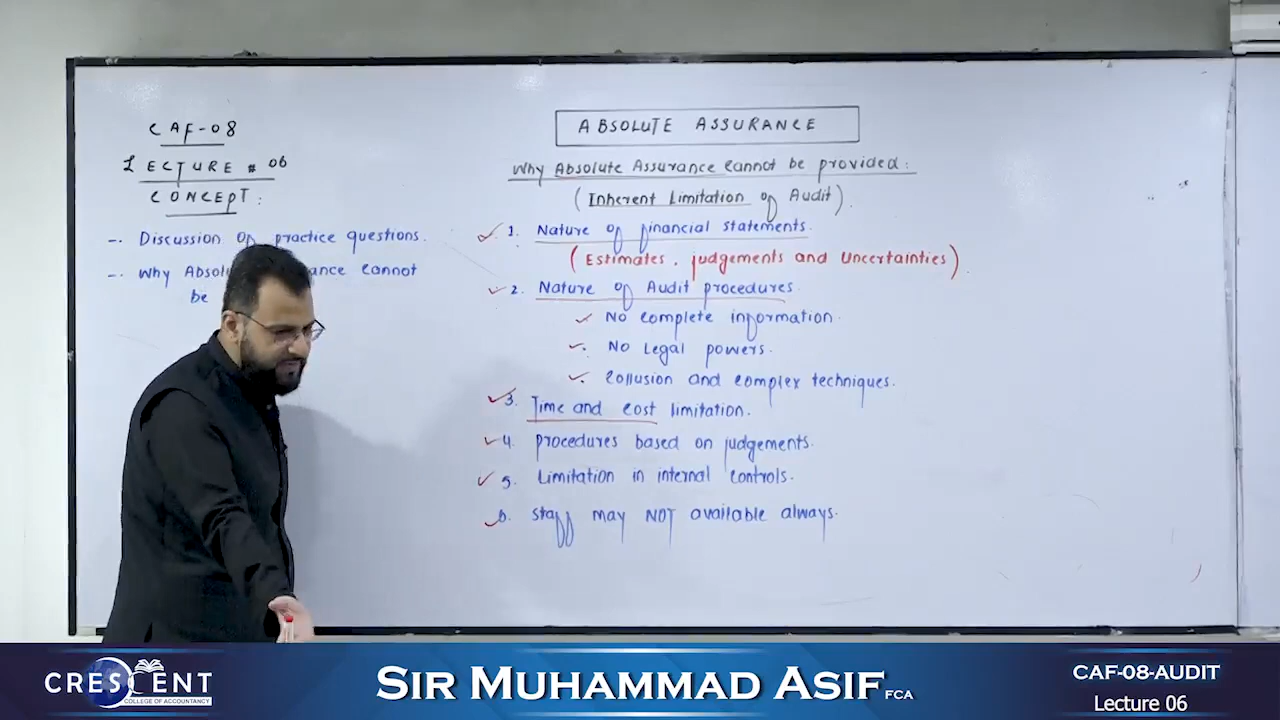 CAF-08
LECTURE # 06
CONCEPT:
-. Discussion of practice questions.
-. Why Absol ance cannot
be
ABSOLUTE ASSURANCE
Why Absolute Assurance cannot be provided:
(Inherent Limitation of Audit).
1. Nature of financial statements.
(Estimates, judgements and Uncertainties).
2. Nature of Audit procedures.
No complete information.
No Legal powers.
Collusion and complex techniques.
3. Time and cost limitation.
4. procedures based on judgements.
5. Limitation in internal controls.
6. Staff may NOT available always.
CRESCENT
COLLEGE OF ACCOUNTANCY
SIR MUHAMMAD ASIF FCA
CAF-08-AUDIT
Lecture 06